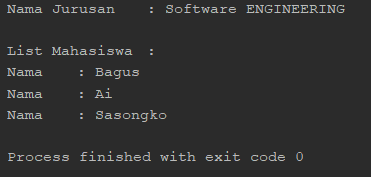 Nama Jurusan    : Software ENGINEERING
List Mahasiswa  :
Nama    : Bagus
Nama    : Ai
Nama    : Sasongko
Process finished with exit code 0